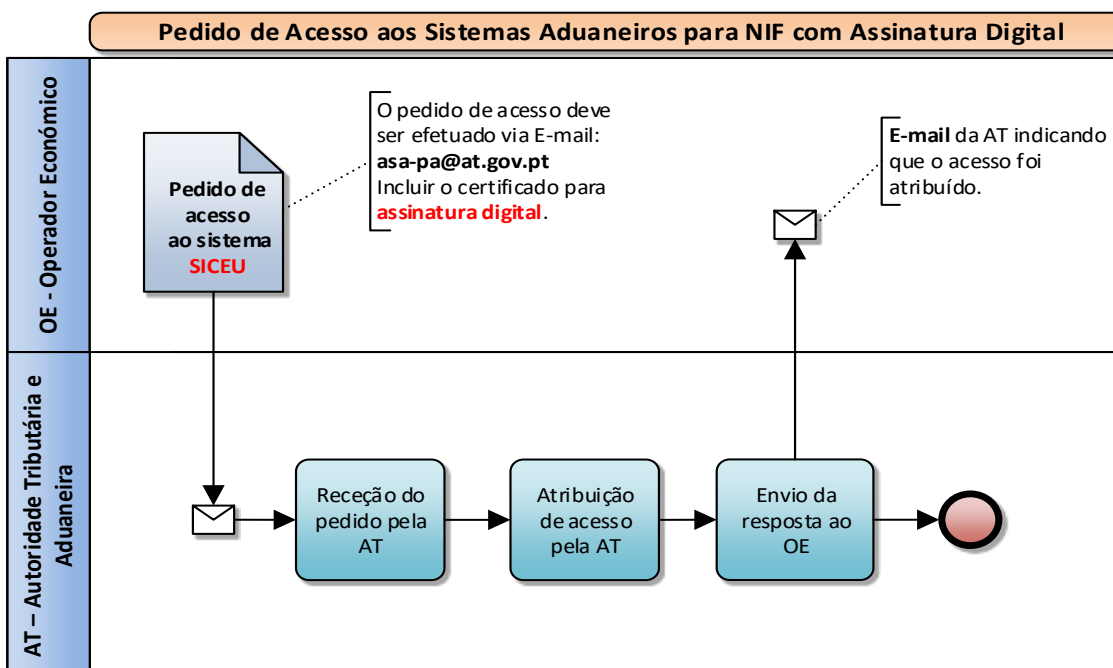 Pedido de Acesso aos Sistemas Aduaneiros para NIF com Assinatura Digital
OE - Operador Económico
Pedido de
acesso
ao sistema
SICEU
O pedido de acesso deve
ser efetuado via E-mail:
asa-pa@at.gov.pt
Incluir o certificado para
assinatura digital.
E-mail da AT indicando
que o acesso foi
atribuído.
AT – Autoridade Tributária e
Aduaneira
Receção do
pedido pela
AT
Atribuição
de acesso
pela AT
Envio da
resposta ao
OE